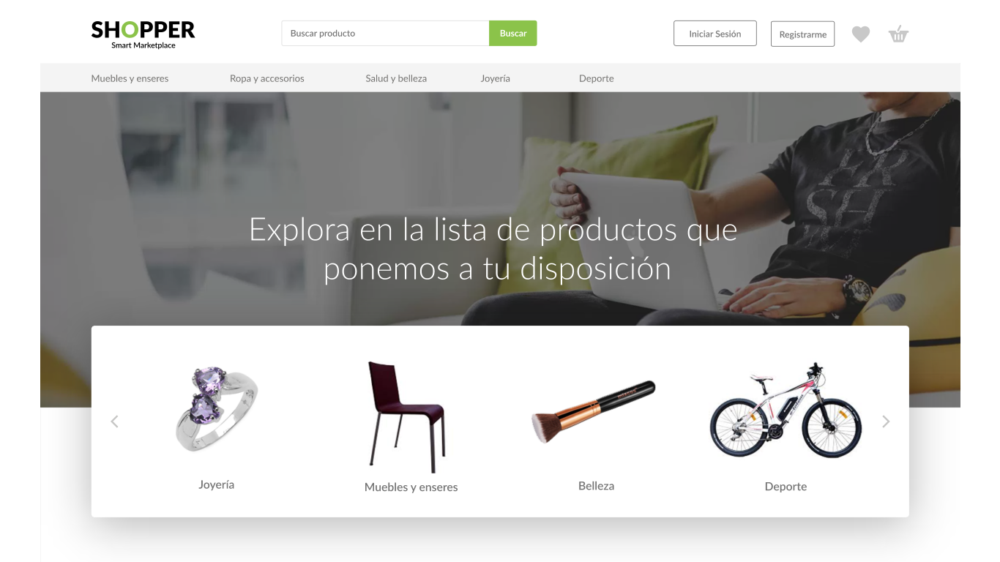 SHOPPER
Smart Marketplace
Buscar producto
Buscar
Iniciar Sesión
Registrarme
Muebles y enseres
Ropa y accesorios
Salud y belleza
Joyería
Deporte
Explora en la lista de productos que
ponemos a tu disposición
Joyería
Muebles y enseres
Belleza
Deporte